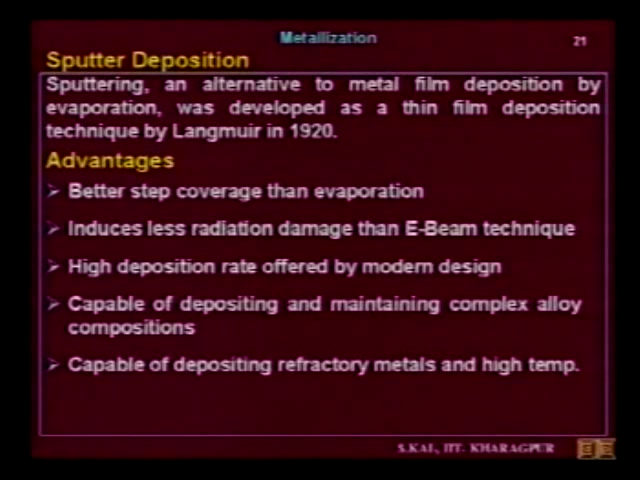 Metallization
21
Sputter Deposition
Sputtering, an alternative to metal film deposition by
evaporation, was developed as a thin film deposition
technique by Langmuir in 1920.
Advantages
➢ Better step coverage than evaporation
➢ Induces less radiation damage than E-Beam technique
➢ High deposition rate offered by modern design
➢ Capable of depositing and maintaining complex alloy
compositions
➢ Capable of depositing refractory metals and high temp.
S.KAL, IIT- KHARAGPUR